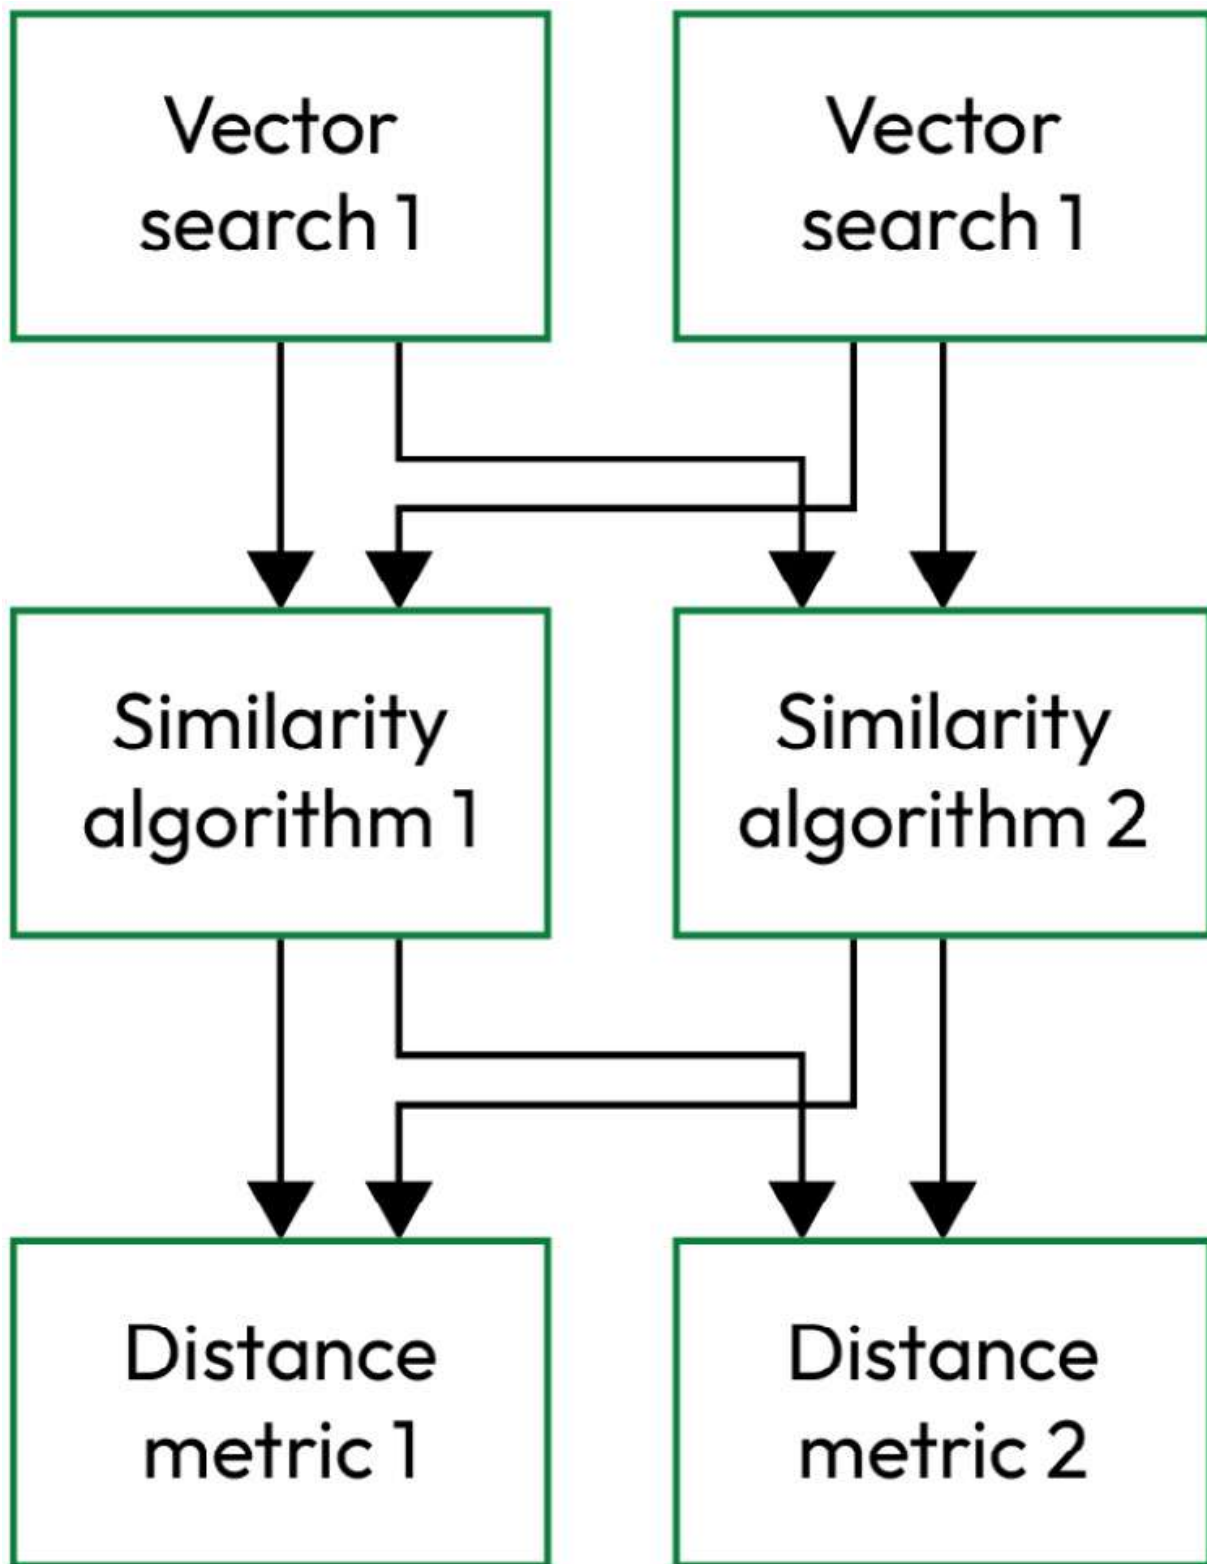 Vector
search 1
Vector
search 1
Similarity
algorithm 1
Similarity
algorithm 2
Distance
metric 1
Distance
metric 2